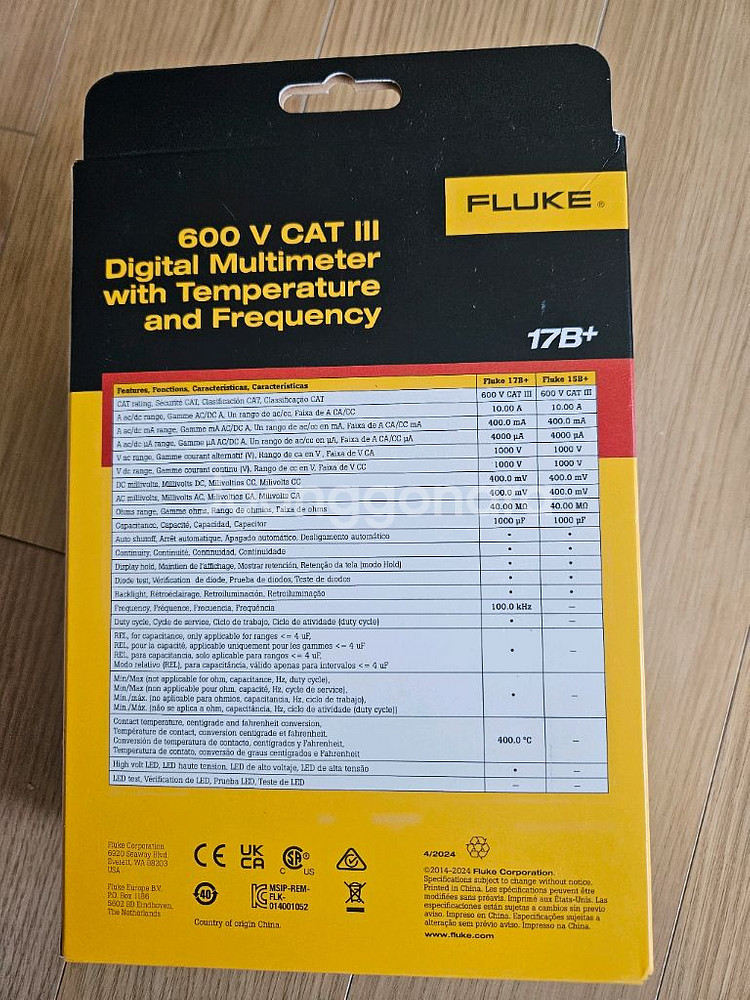 FLUKE®
600 V CAT III
Digital Multimeter
with Temperature
and Frequency
17B+
Features, Fonctions, Características, Características Fluke 17B+ Fluke 15B+
CAT rating, Sécurité CAT, Clasificación CAT, Classificação CAT 600 V CAT III 600 V CAT III
A ac/dc range, Gamme AC/DC A, Un rango de ac/cc, Faixa de A CA/CC 10.00 A 10.00 A
A ac/dc mA range, Gamme mA AC/DC A, Un rango de ac/cc en mA, Faixa de A CA/CC mA 400.0 mA 400.0 mA
A ac/dc µA range, Gamme µA AC/DC A, Un rango de ac/cc en µA, Faixa de A CA/CC µA 4000 µA 4000 µA
V ac range, Gamme courant alternatif (V), Rango de ca en V, Faixa de V CA 1000 V 1000 V
V dc range, Gamme courant continu (V), Rango de cc en V, Faixa de V CC 1000 V 1000 V
DC millivolts, Millivolts DC, Milivoltios CC, Milivolts CC 400.0 mV 400.0 mV
AC millivolts, Millivolts AC, Milivoltios CA, Milivolts CA 400.0 mV 400.0 mV
Ohms range, Gamme ohms, Rango de ohmios, Faixa de ohms 40.00 MΩ 40.00 MΩ
Capacitance, Capacité, Capacidad, Capacitor 1000 µF 1000 µF
Auto shutoff, Arrêt automatique, Apagado automático, Desligamento automático • •
Continuity, Continuité, Continuidad, Continuidade • •
Display hold, Maintien de l'affichage, Mostrar retención, Retenção da tela (modo Hold) • •
Diode test, Vérification de diode, Prueba de diodos, Teste de diodos • •
Backlight, Rétroéclairage, Retroiluminación, Retroiluminação • •
Frequency, Fréquence, Frecuencia, Frequência 100.0 kHz –
Duty cycle, Cycle de service, Ciclo de trabajo, Ciclo de atividade (duty cycle) • –
REL, for capacitance, only applicable for ranges <= 4 uF,
REL, pour la capacité, applicable uniquement pour les gammes <= 4 uF
REL, para capacitancia, solo aplicable para rangos <= 4 uF,
Modo relativo (REL), para capacitância, válido apenas para intervalos <= 4 uF • –
Min/Max (not applicable for ohm, capacitance, Hz, duty cycle),
Min/Max (non applicable pour ohm, capacité, Hz, cycle de service),
Mín./máx. (no aplicable para ohmios, capacitancia, Hz, ciclo de trabajo),
Mín./Máx. (não se aplica a ohm, capacitância, Hz, ciclo de atividade (duty cycle)) • –
Contact temperature, centigrade and fahrenheit conversion,
Température de contact, conversion centigrade et fahrenheit,
Conversión de temperatura de contacto, centígrados y Fahrenheit,
Temperatura de contato, conversão de graus centígrados e Fahrenheit 400.0 °C –
High volt LED, LED haute tension, LED de alto voltaje, LED de alta tensão • –
LED test, Vérification de LED, Prueba LED, Teste de LED – –
Fluke Corporation
6920 Seaway Blvd.
Everett, WA 98203
USA
Fluke Europe B.V.
P.O. Box 1186
5602 BD Eindhoven,
The Netherlands
CE
UK
CA
SA
C US
40
MSIP-REM-
FLK-
014001052
Country of origin China.
4/2024
©2014-2024 Fluke Corporation.
Specifications subject to change without notice.
Printed in China. Les spécifications peuvent être
modifiées sans préavis. Imprimé aux États-Unis. Las
especificaciones están sujetas a cambios sin previo
aviso. Impreso en China. Especificações sujeitas a
alteração sem prévio aviso. Impresso na China.
www.fluke.com